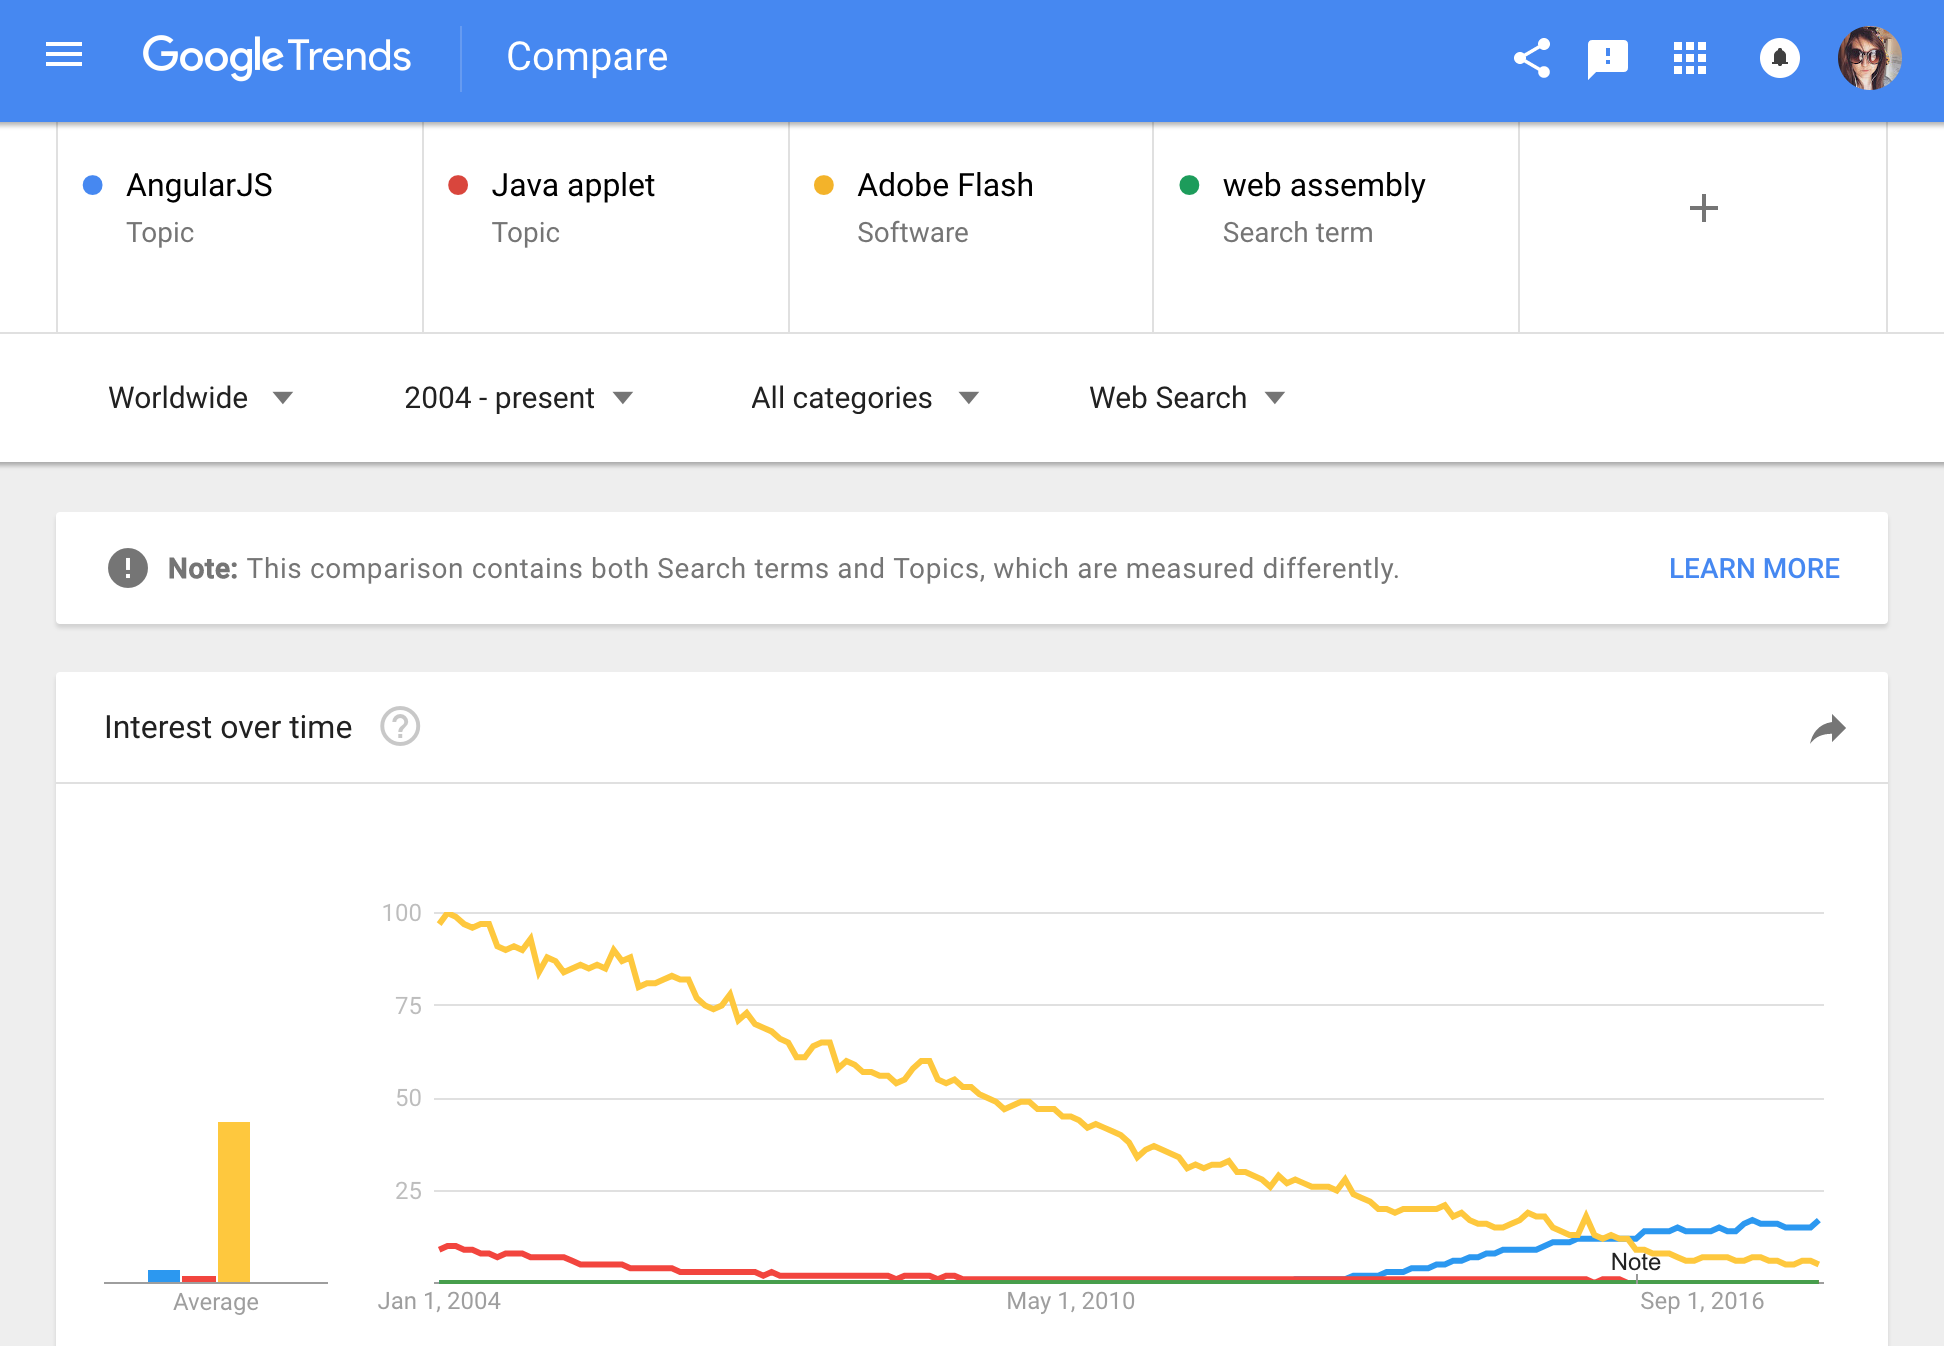 Google Trends Compare
AngularJS
Topic
Java applet
Topic
Adobe Flash
Software
web assembly
Search term
Worldwide 2004 - present All categories Web Search
Note: This comparison contains both Search terms and Topics, which are measured differently. LEARN MORE
Interest over time ?
100
75
50
25
Note
Average
Jan 1, 2004 May 1, 2010 Sep 1, 2016